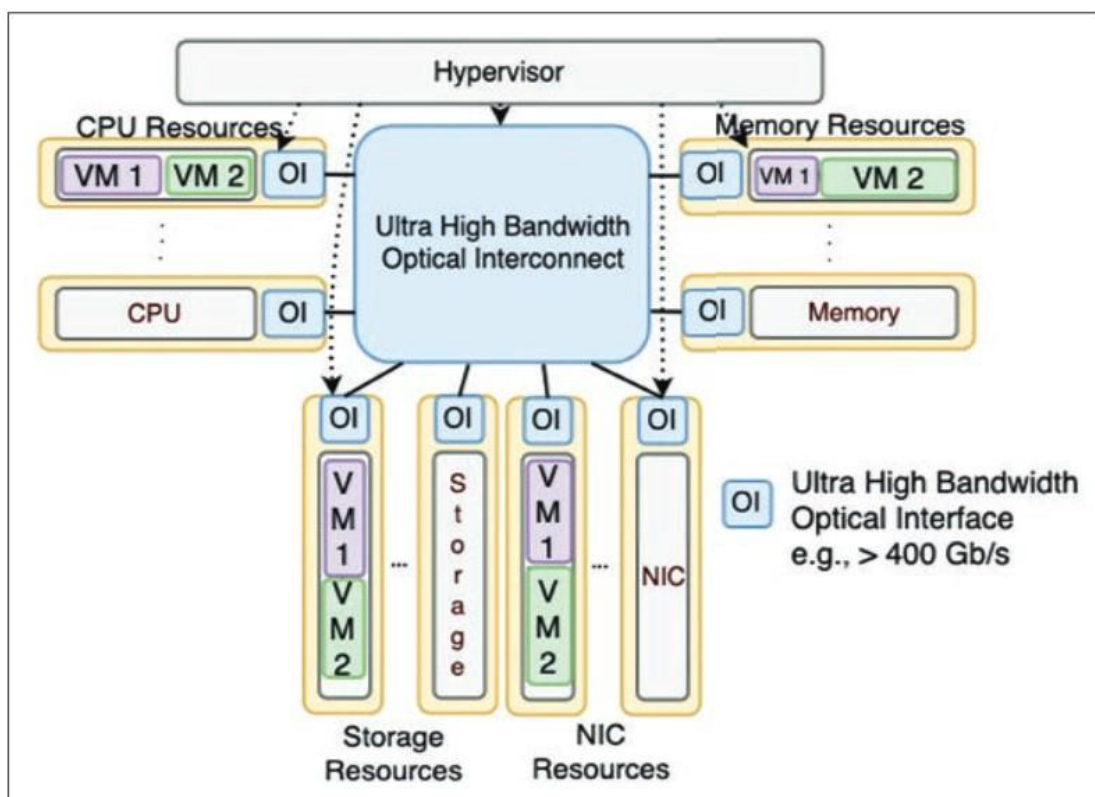 Hypervisor
CPU Resources
Memory Resources
VM 1
VM 2
OI
OI
VM 1
VM 2
Ultra High Bandwidth
Optical Interconnect
CPU
OI
OI
Memory
OI
OI
OI
OI
V
M
1
V
M
2
...
S
t
o
r
a
g
e
V
M
1
V
M
2
...
NIC
OI
Ultra High Bandwidth
Optical Interface
e.g., > 400 Gb/s
Storage
Resources
NIC
Resources